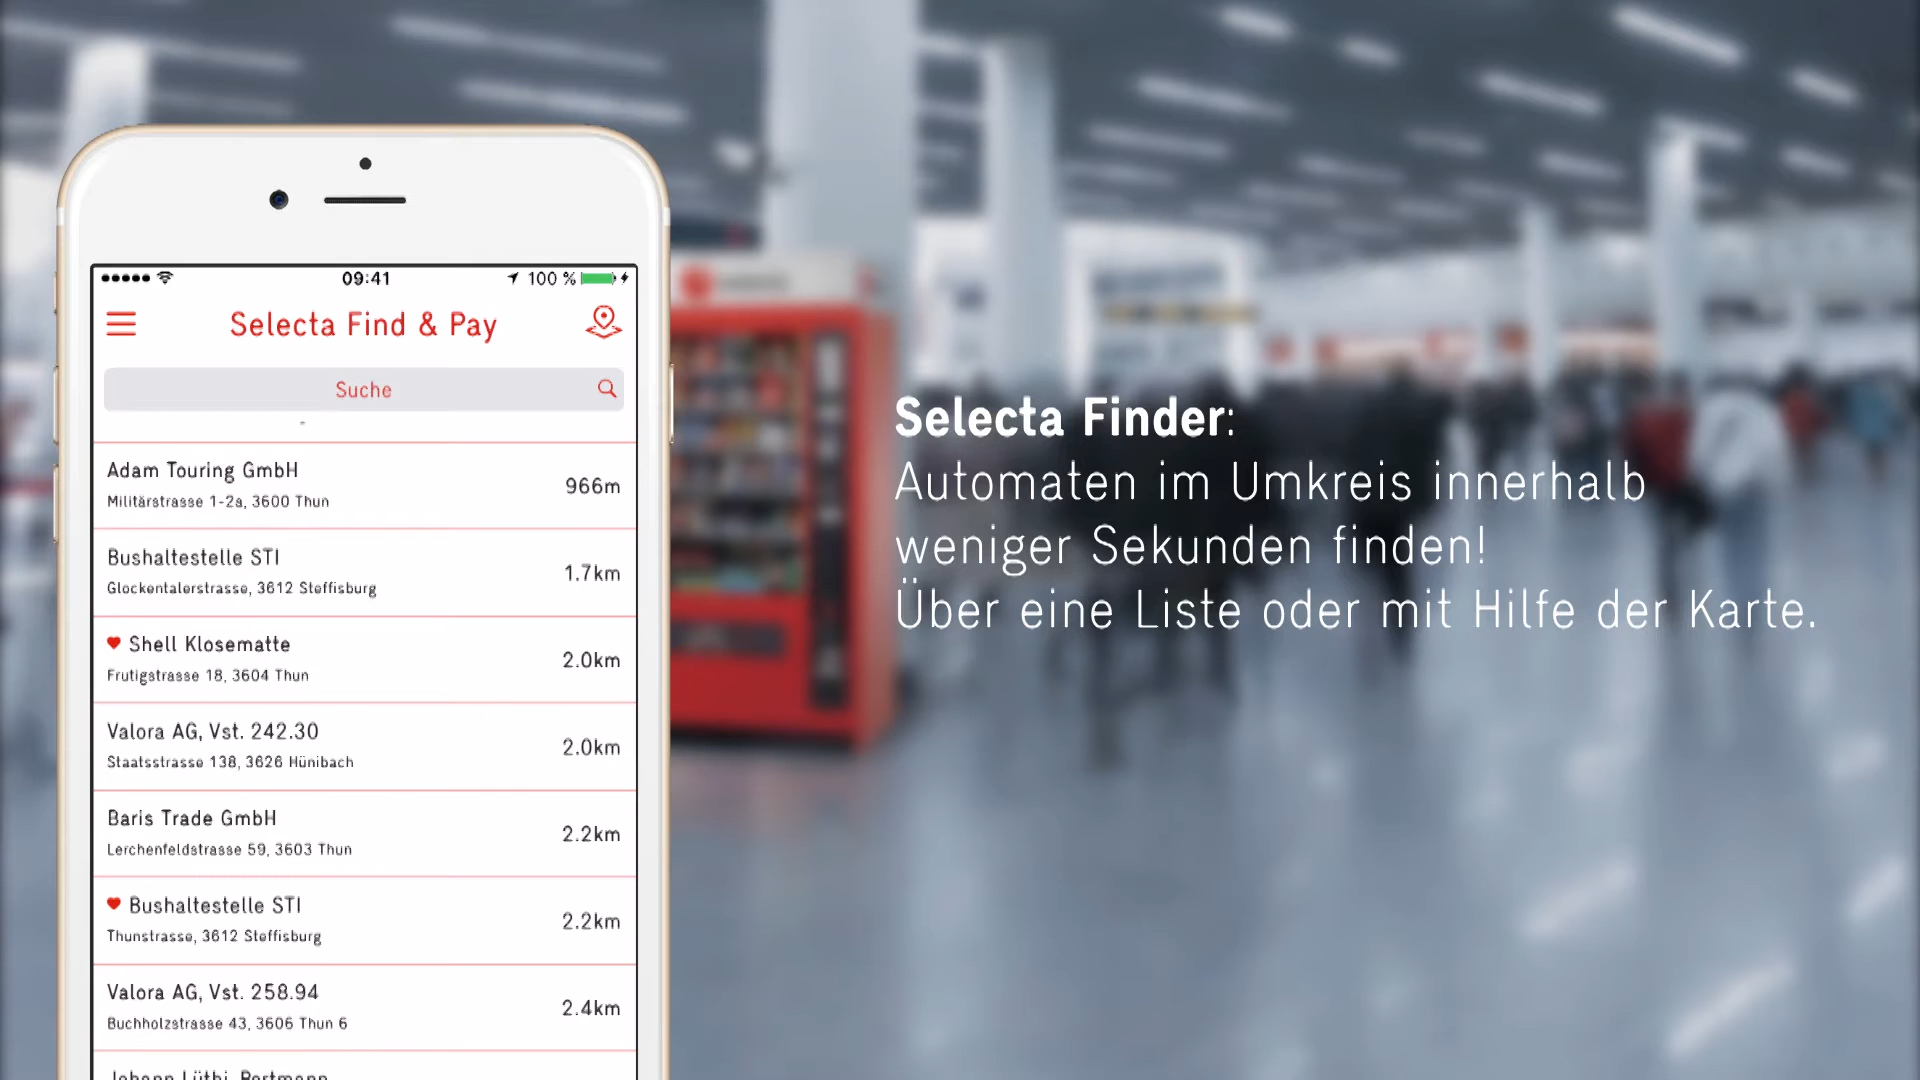 09:41
100 %
Selecta Find & Pay
Suche
Adam Touring GmbH
966m
Militärstrasse 1-2a, 3600 Thun
Bushaltestelle STI
1.7km
Glockentalerstrasse, 3612 Steffisburg
Shell Klosematte
2.0km
Frutigstrasse 18, 3604 Thun
Valora AG, Vst. 242.30
2.0km
Staatsstrasse 138, 3626 Hünibach
Baris Trade GmbH
2.2km
Lerchenfeldstrasse 59, 3603 Thun
Bushaltestelle STI
2.2km
Thunstrasse, 3612 Steffisburg
Valora AG, Vst. 258.94
2.4km
Buchholzstrasse 43, 3606 Thun 6
Selecta Finder:
Automaten im Umkreis innerhalb
weniger Sekunden finden!
Über eine Liste oder mit Hilfe der Karte.